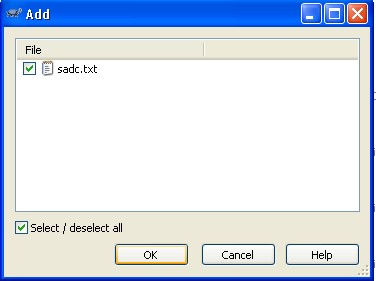 Add
File
sadc.txt
Select / deselect all
OK Cancel Help